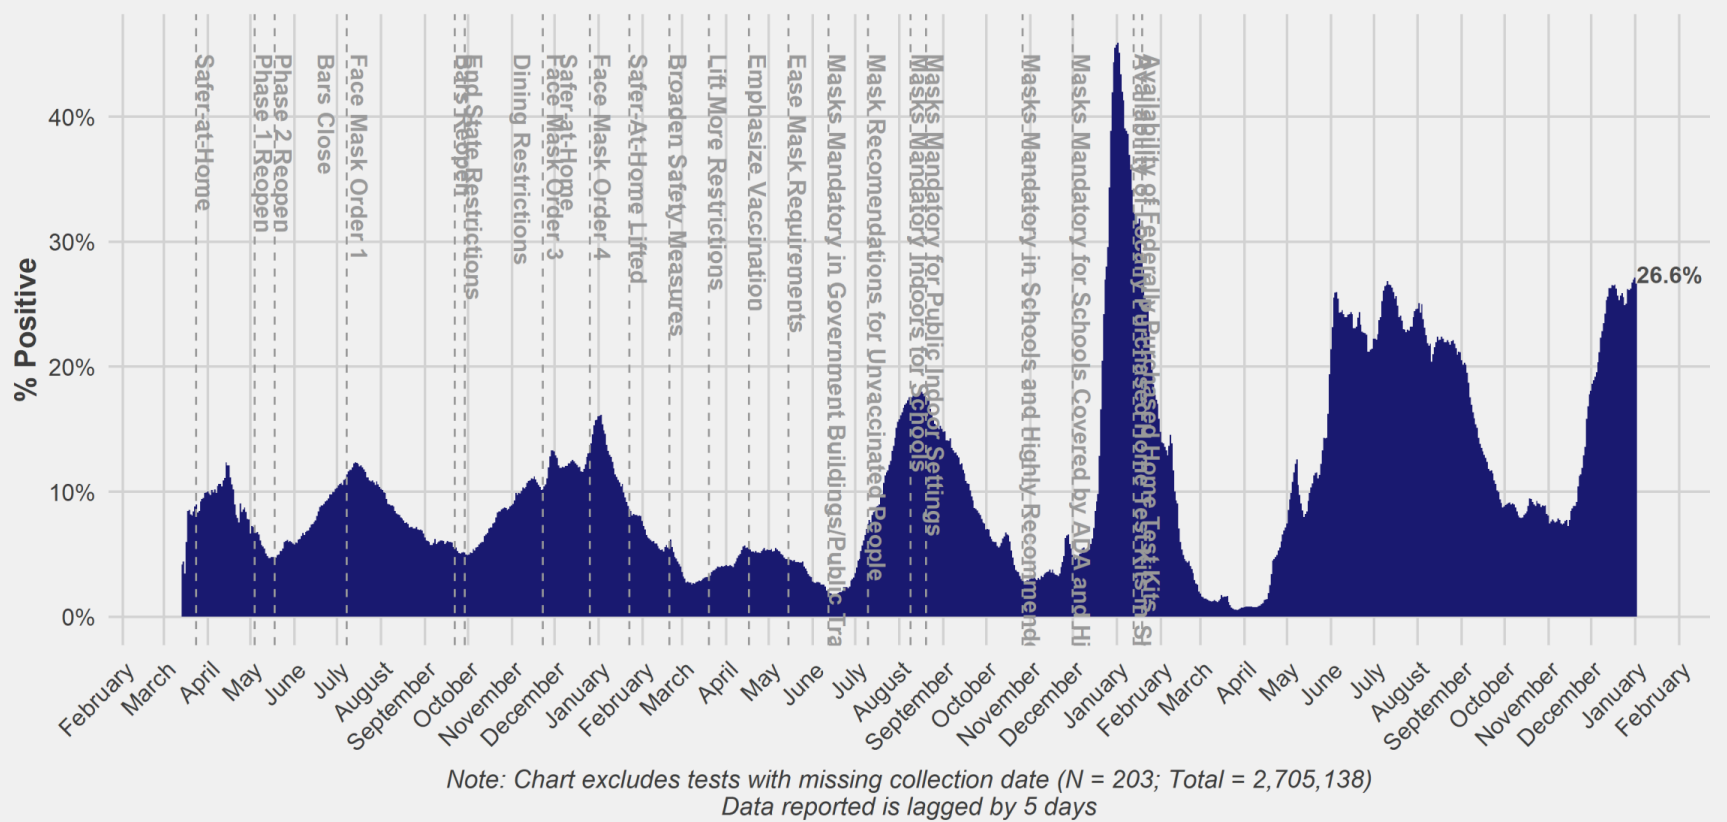 % Positive
40%
30%
20%
10%
0%
Safer-at-Home
Phase 1 Reopen
Phase 2 Reopen
Bars Close
Face Mask Order 1
Bars Reopen
End State Restrictions
Dining Restrictions
Face Mask Order 3
Safer-at-Home
Face Mask Order 4
Safer-At-Home Lifted
Broaden Safety Measures
Lift More Restrictions
Emphasize Vaccination
Ease Mask Requirements
Masks Mandatory in Government Buildings/Public Tra
Mask Recomendations for Unvaccinated People
Masks Mandatory Indoors for Schools
Masks Mandatory for Public Indoor Settings
Masks Mandatory in Schools and Highly Recommend
Masks Mandatory for Schools Covered by ADA and Hi
Availability of Federally Purchased Home Test Kits
26.6%
February
March
April
May
June
July
August
September
October
November
December
January
February
March
April
May
June
July
August
September
October
November
December
January
February
March
April
May
June
July
August
September
October
November
December
January
February
Note: Chart excludes tests with missing collection date (N = 203; Total = 2,705,138)
Data reported is lagged by 5 days